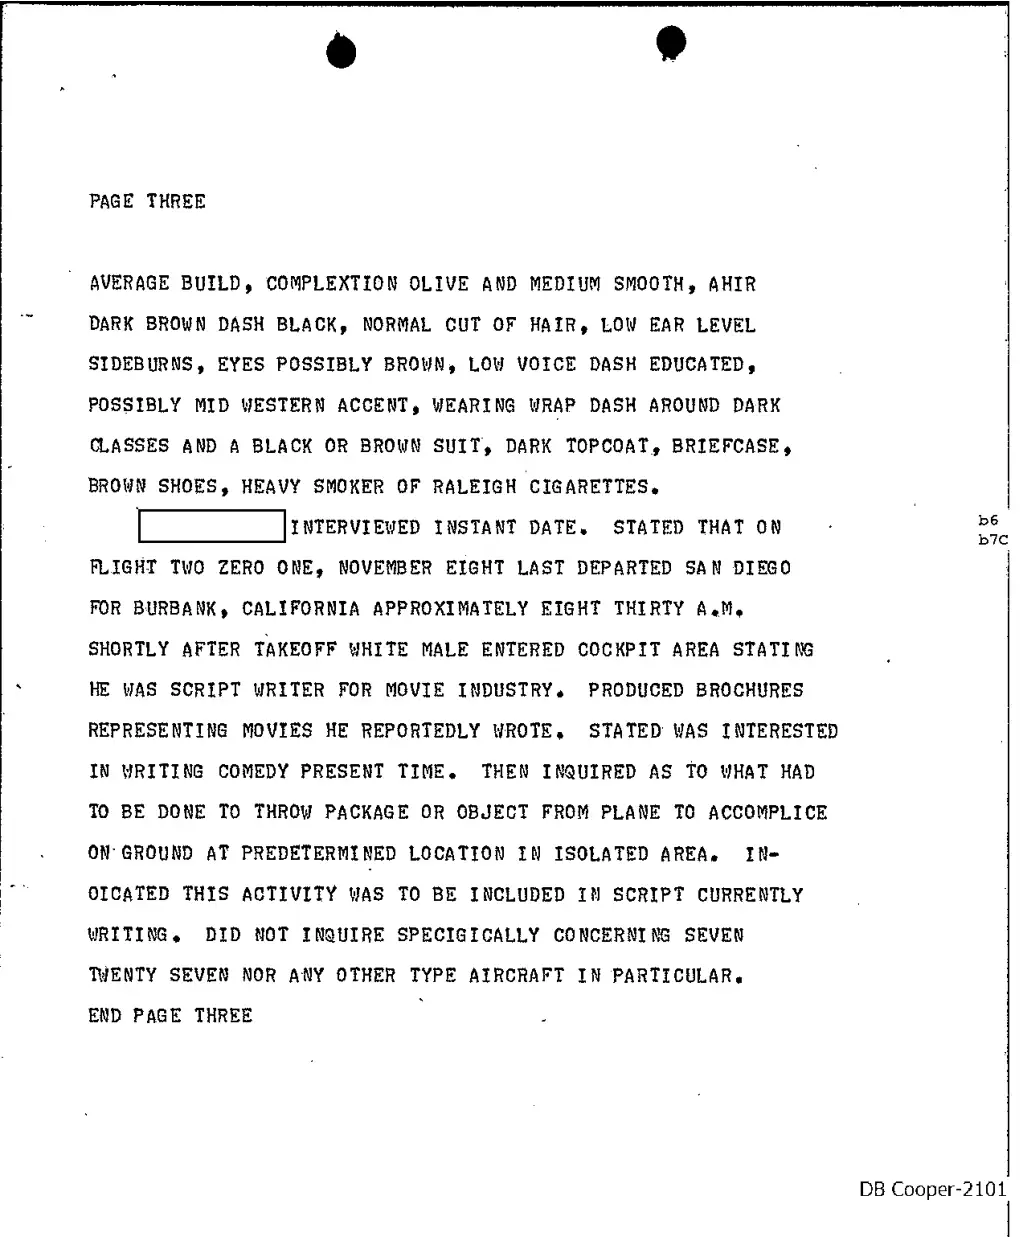 PAGE THREE
AVERAGE BUILD, COMPLEXTION OLIVE AND MEDIUM SMOOTH, AHIR
DARK BROWN DASH BLACK, NORMAL CUT OF HAIR, LOW EAR LEVEL
SIDEBURNS, EYES POSSIBLY BROWN, LOW VOICE DASH EDUCATED,
POSSIBLY MID WESTERN ACCENT, WEARING WRAP DASH AROUND DARK
GLASSES AND A BLACK OR BROWN SUIT, DARK TOPCOAT, BRIEFCASE,
BROWN SHOES, HEAVY SMOKER OF RALEIGH CIGARETTES.
INTERVIEWED INSTANT DATE. STATED THAT ON
b6
b7C
FLIGHT TWO ZERO ONE, NOVEMBER EIGHT LAST DEPARTED SAN DIEGO
FOR BURBANK, CALIFORNIA APPROXIMATELY EIGHT THIRTY A.M.
SHORTLY AFTER TAKEOFF WHITE MALE ENTERED COCKPIT AREA STATING
HE WAS SCRIPT WRITER FOR MOVIE INDUSTRY. PRODUCED BROCHURES
REPRESENTING MOVIES HE REPORTEDLY WROTE. STATED WAS INTERESTED
IN WRITING COMEDY PRESENT TIME. THEN INQUIRED AS TO WHAT HAD
TO BE DONE TO THROW PACKAGE OR OBJECT FROM PLANE TO ACCOMPLICE
ON GROUND AT PREDETERMINED LOCATION IN ISOLATED AREA. IN-
DICATED THIS ACTIVITY WAS TO BE INCLUDED IN SCRIPT CURRENTLY
WRITING. DID NOT INQUIRE SPECIGICALLY CONCERNING SEVEN
TWENTY SEVEN NOR ANY OTHER TYPE AIRCRAFT IN PARTICULAR.
END PAGE THREE
DB Cooper-2101